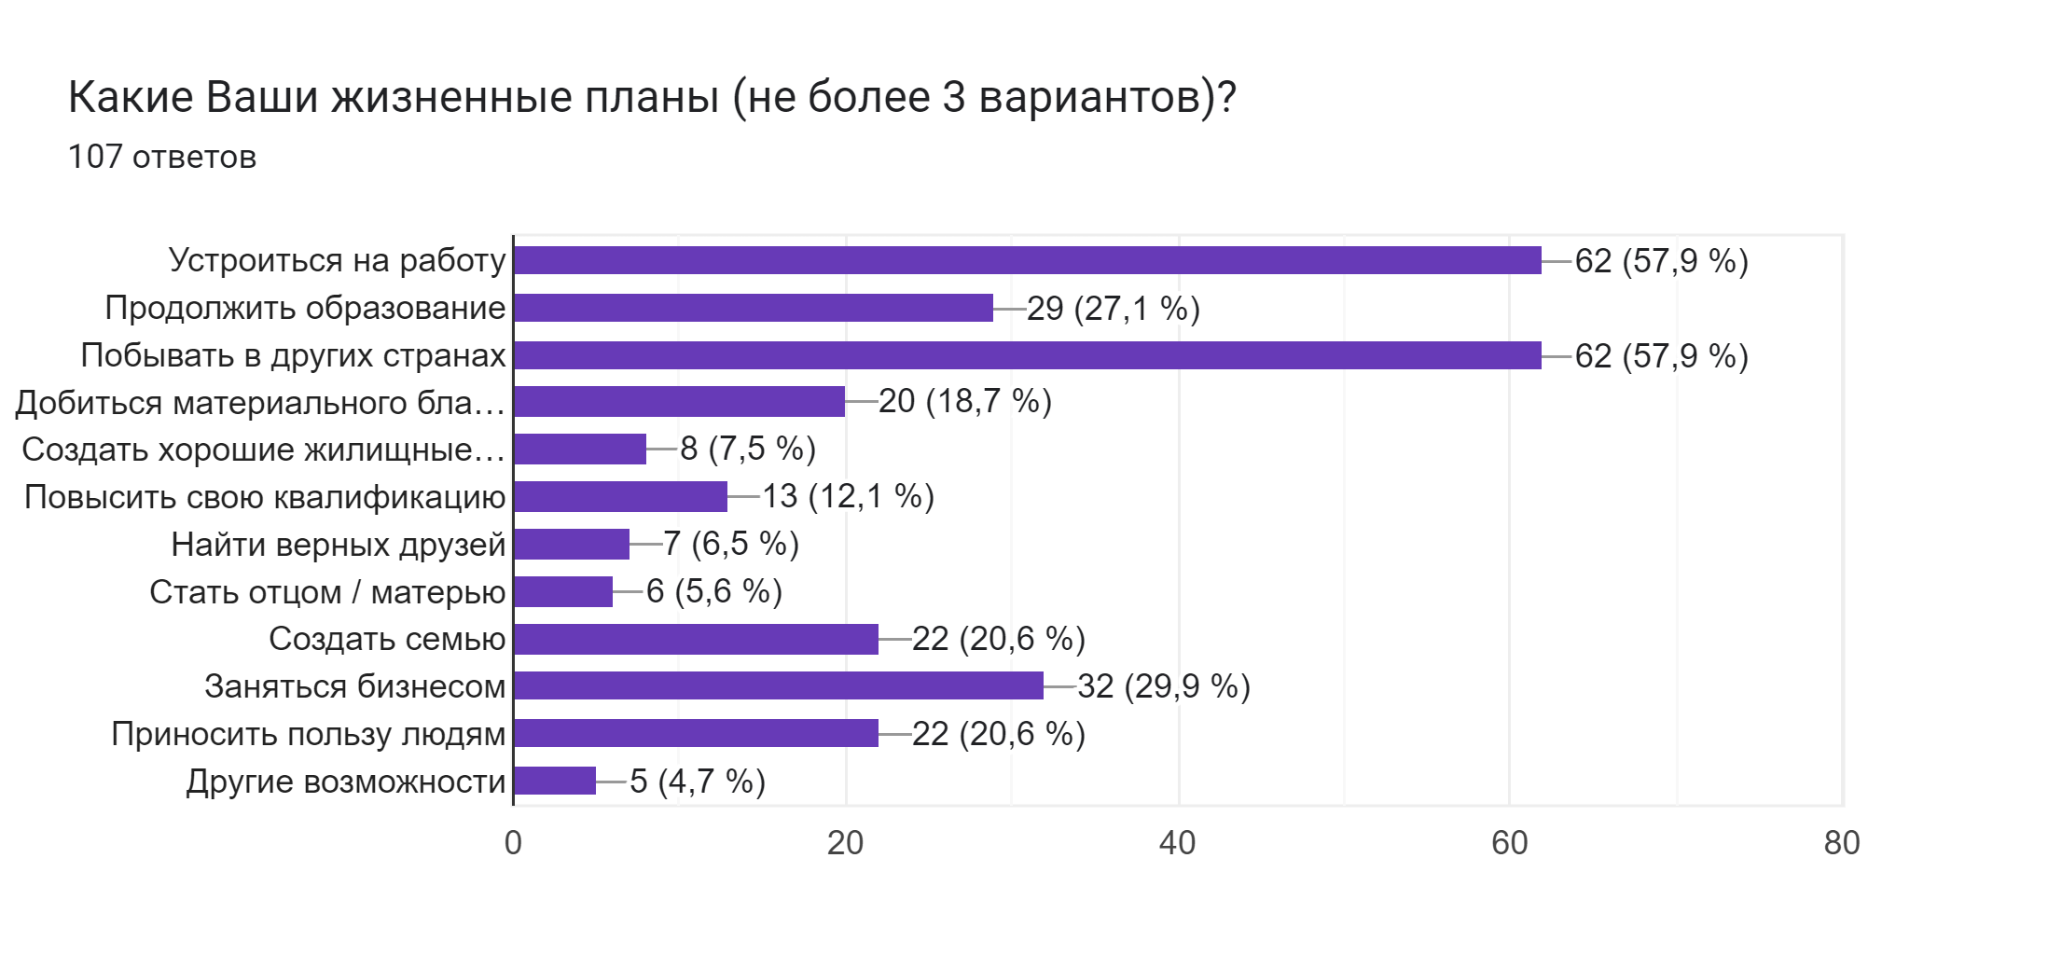 Какие Ваши жизненные планы (не более 3 вариантов)?
107 ответов
Устроиться на работу 62 (57,9 %)
Продолжить образование 29 (27,1 %)
Побывать в других странах 62 (57,9 %)
Добиться материального бла… 20 (18,7 %)
Создать хорошие жилищные… 8 (7,5 %)
Повысить свою квалификацию 13 (12,1 %)
Найти верных друзей 7 (6,5 %)
Стать отцом / матерью 6 (5,6 %)
Создать семью 22 (20,6 %)
Заняться бизнесом 32 (29,9 %)
Приносить пользу людям 22 (20,6 %)
Другие возможности 5 (4,7 %)
0 20 40 60 80